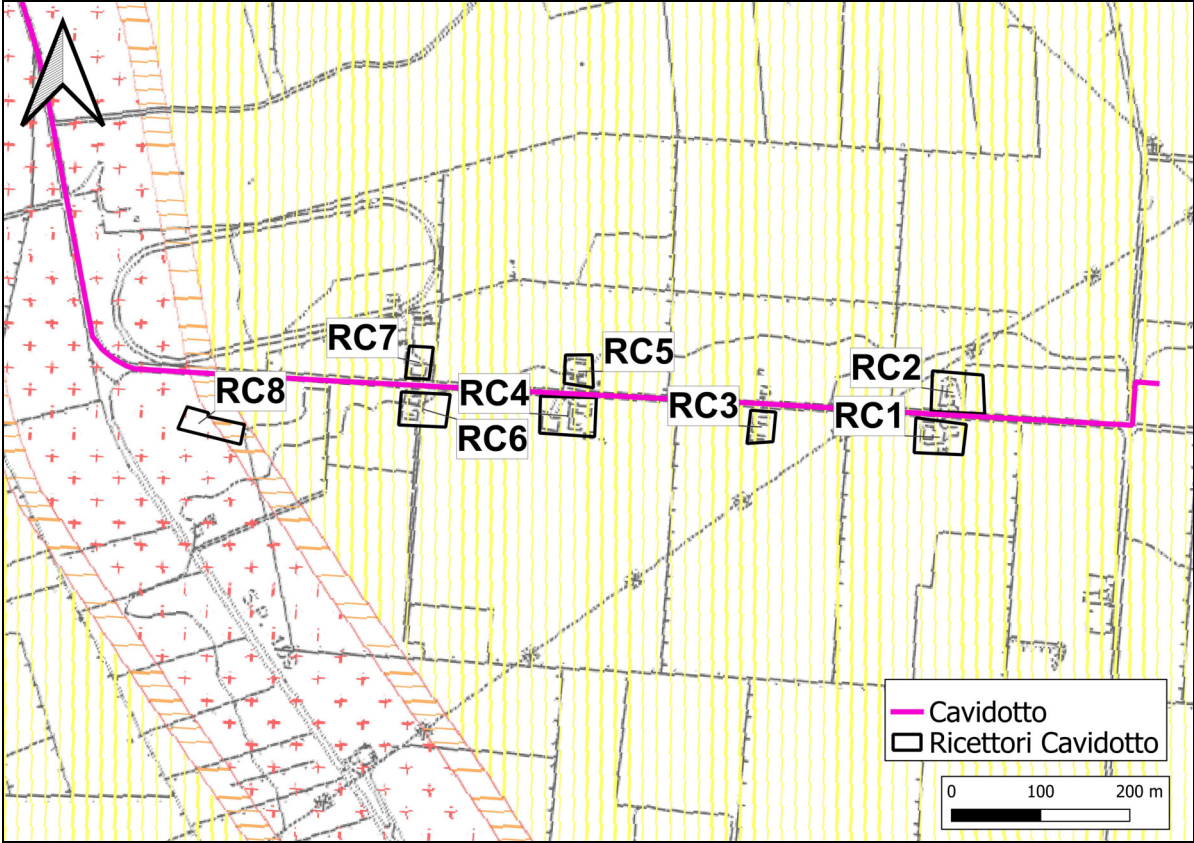 RC7
RC5
RC2
RC8
RC4
RC3
RC1
RC6
S.P.
Cavidotto
Ricettori Cavidotto
0 100 200 m